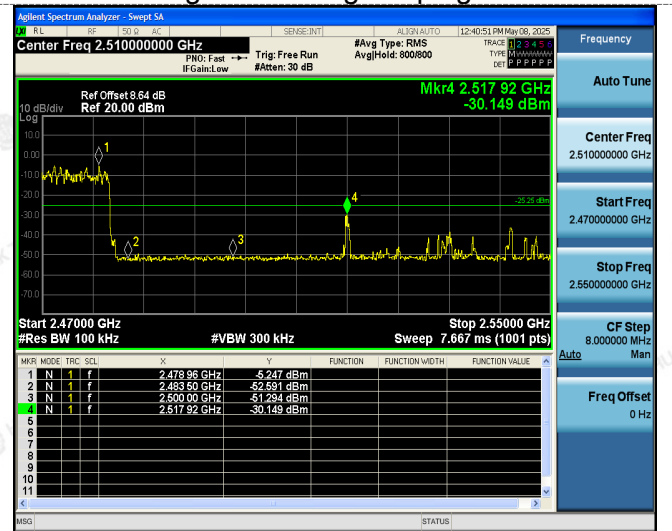 Agilent Spectrum Analyzer - Swept SA
LXI RL RF 50 Ω AC SENSE:INT ALIGN AUTO 12:40:51 PM May 08, 2025
Center Freq 2.510000000 GHz
PNO: Fast
IFGain:Low
Trig: Free Run
#Atten: 30 dB
#Avg Type: RMS
Avg|Hold: 800/800
TRACE 1 2 3 4 5 6
TYPE MWWWWW
DET P P P P P P
Ref Offset 8.64 dB
10 dB/div Ref 20.00 dBm
Log
Mkr4 2.517 92 GHz
-30.149 dBm
10.0
0.00
-10.0
-20.0
-30.0
-40.0
-50.0
-60.0
-70.0
1
2
3
4
-25.25 dBm
Start 2.47000 GHz Stop 2.55000 GHz
#Res BW 100 kHz #VBW 300 kHz Sweep 7.667 ms (1001 pts)
MKR MODE TRC SCL X Y FUNCTION FUNCTION WIDTH FUNCTION VALUE
1 N 1 f 2.478 96 GHz -5.247 dBm
2 N 1 f 2.483 50 GHz -52.591 dBm
3 N 1 f 2.500 00 GHz -51.294 dBm
4 N 1 f 2.517 92 GHz -30.149 dBm
5
6
7
8
9
10
11
MSG STATUS
Frequency
Auto Tune
Center Freq
2.510000000 GHz
Start Freq
2.470000000 GHz
Stop Freq
2.550000000 GHz
CF Step
8.000000 MHz
Auto Man
Freq Offset
0 Hz